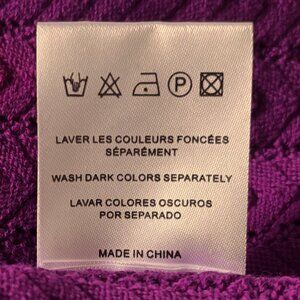 P
LAVER LES COULEURS FONCÉES
SÉPARÉMENT
WASH DARK COLORS SEPARATELY
LAVAR COLORES OSCUROS
POR SEPARADO
MADE IN CHINA